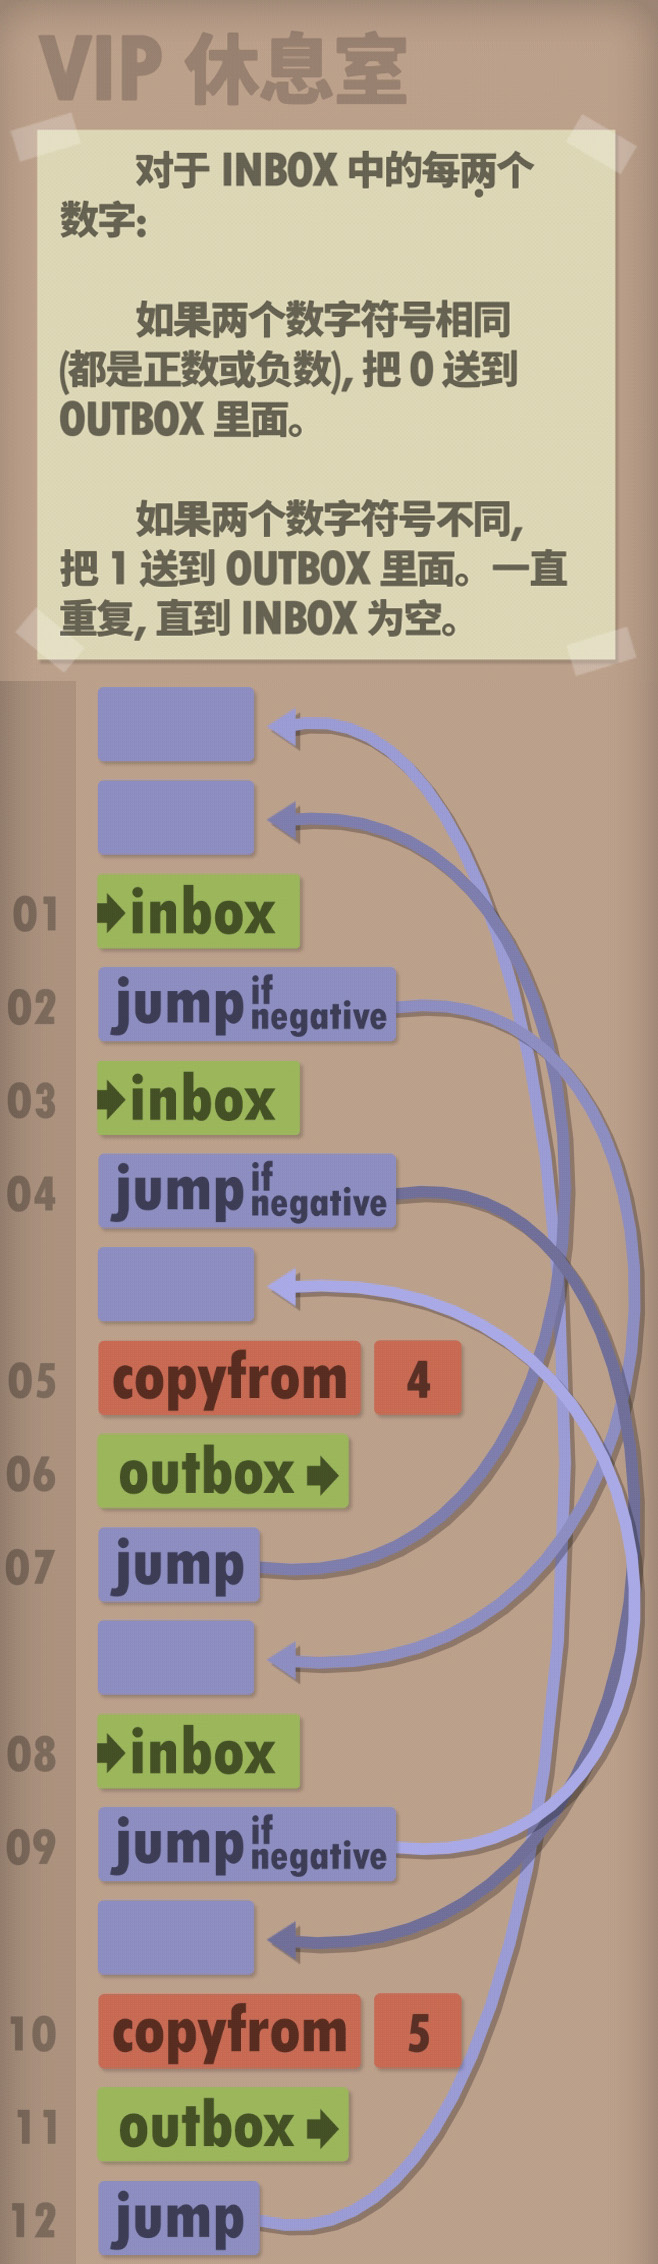 VIP 休息室
对于 INBOX 中的每两个
数字:
如果两个数字符号相同
(都是正数或负数), 把 0 送到
OUTBOX 里面。
如果两个数字符号不同,
把 1 送到 OUTBOX 里面。一直
重复, 直到 INBOX 为空。
01 inbox
02 jump if negative
03 inbox
04 jump if negative
05 copyfrom 4
06 outbox
07 jump
08 inbox
09 jump if negative
10 copyfrom 5
11 outbox
12 jump